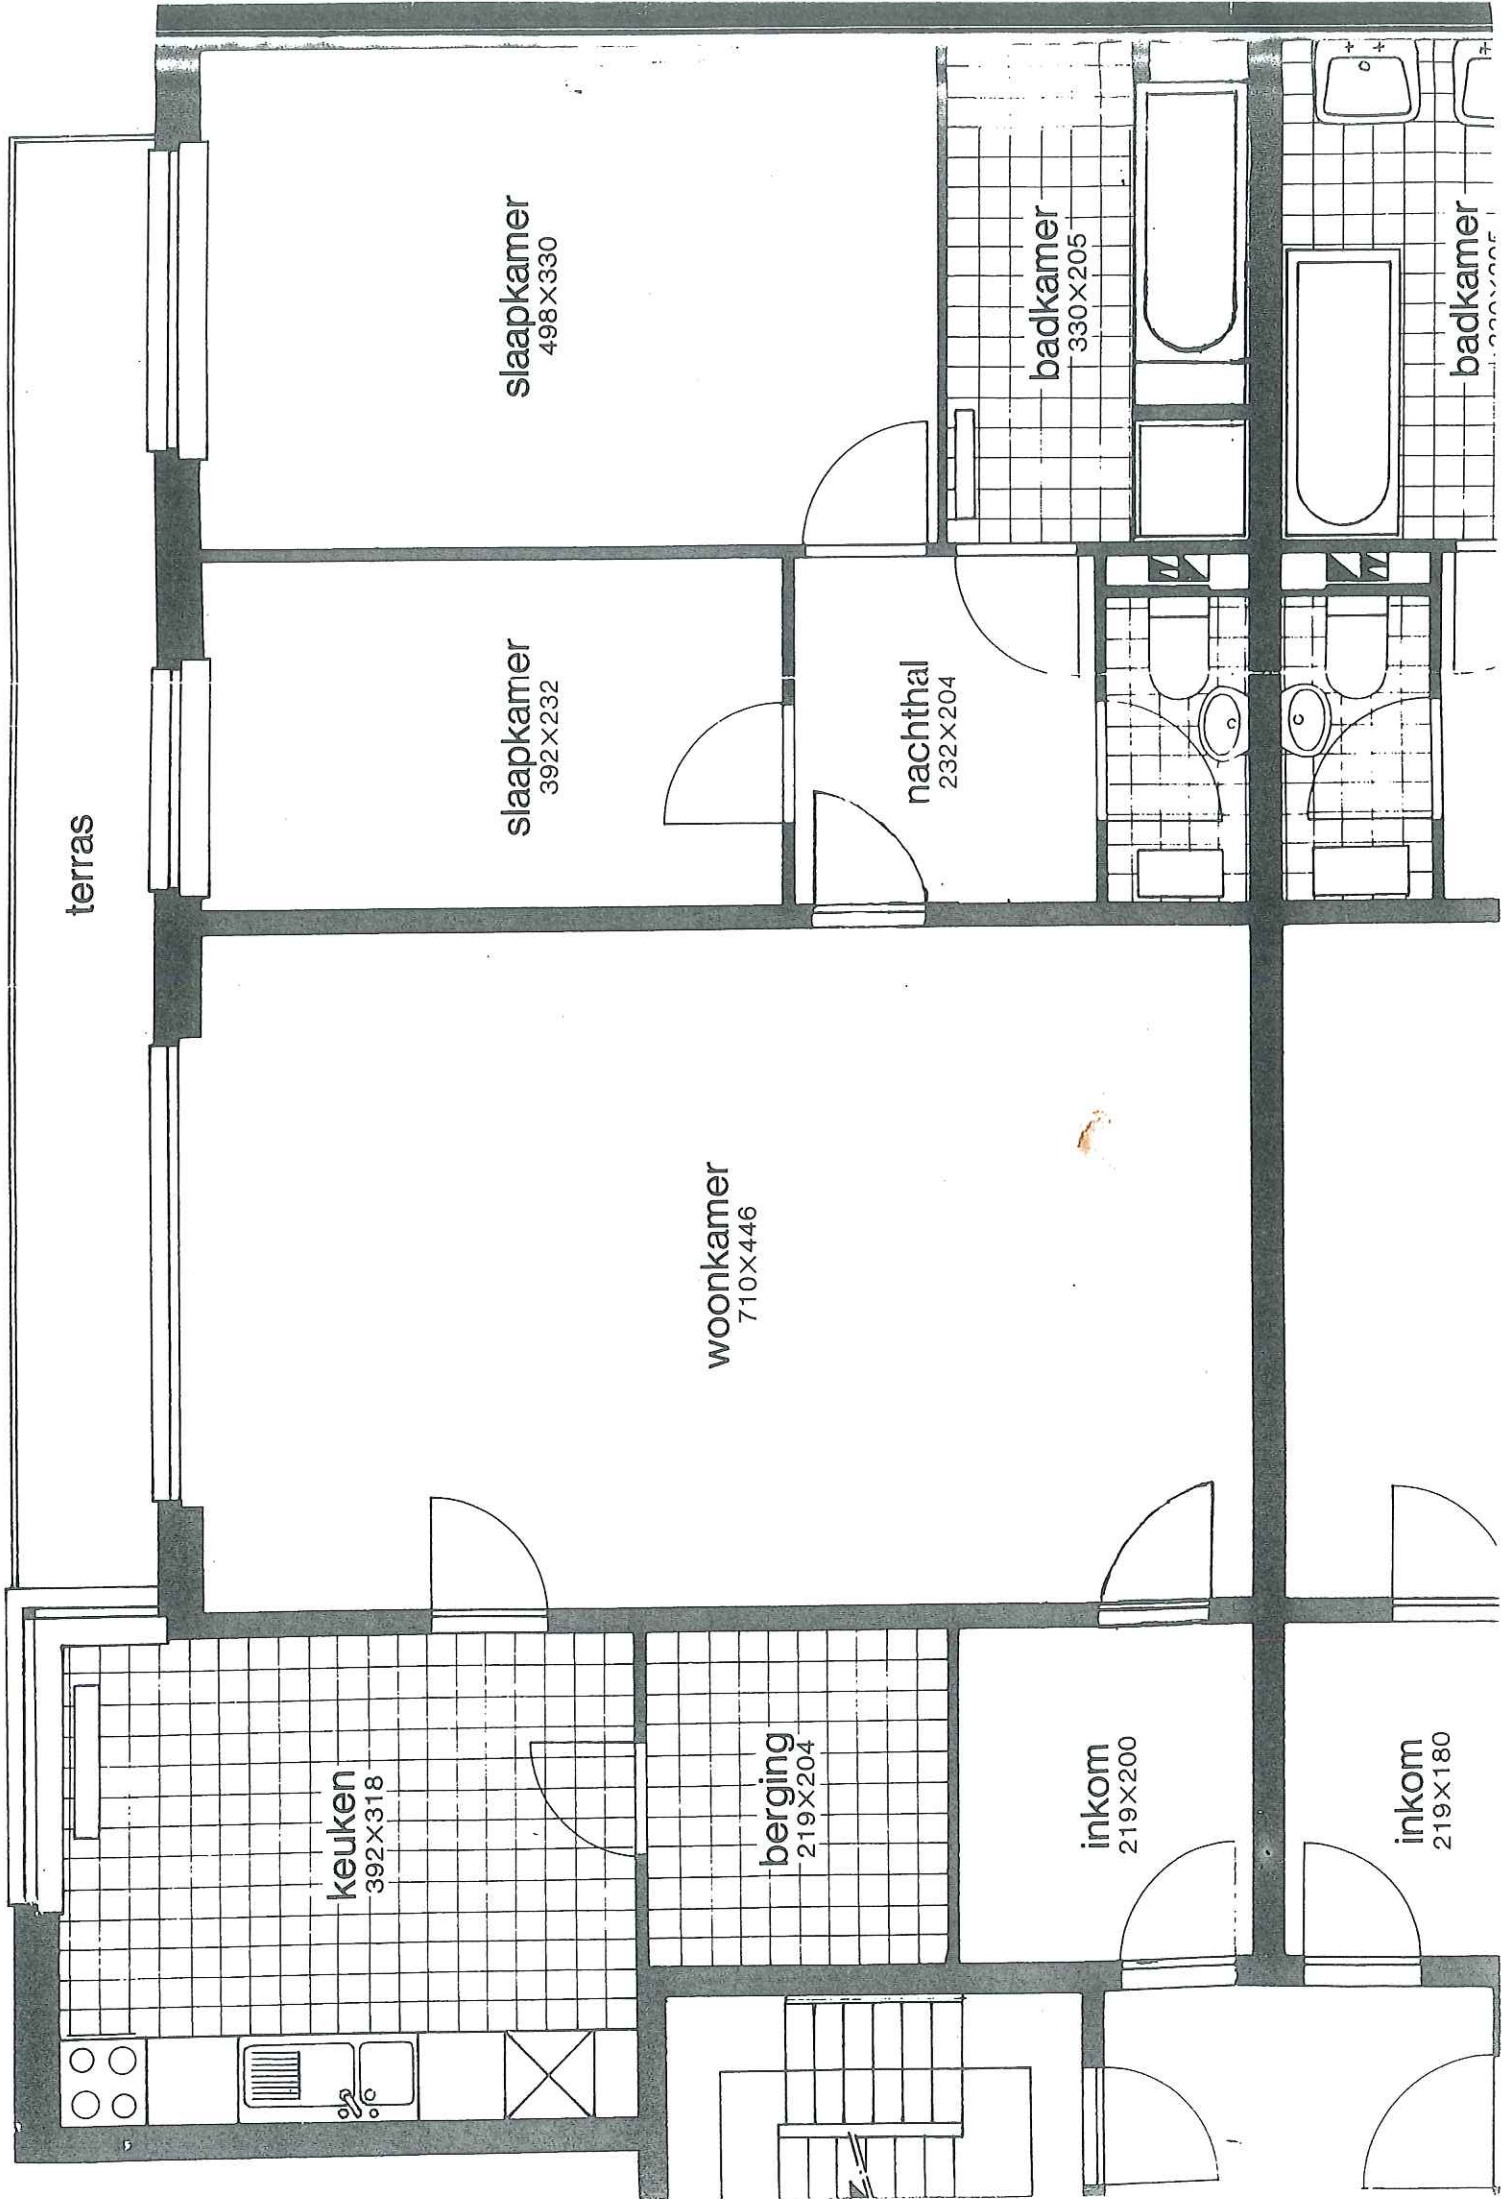 terras
slaapkamer
498×330
badkamer
330×205
badkamer
slaapkamer
392×232
nachthal
232×204
woonkamer
710×446
keuken
392×318
berging
219×204
inkom
219×200
inkom
219×180